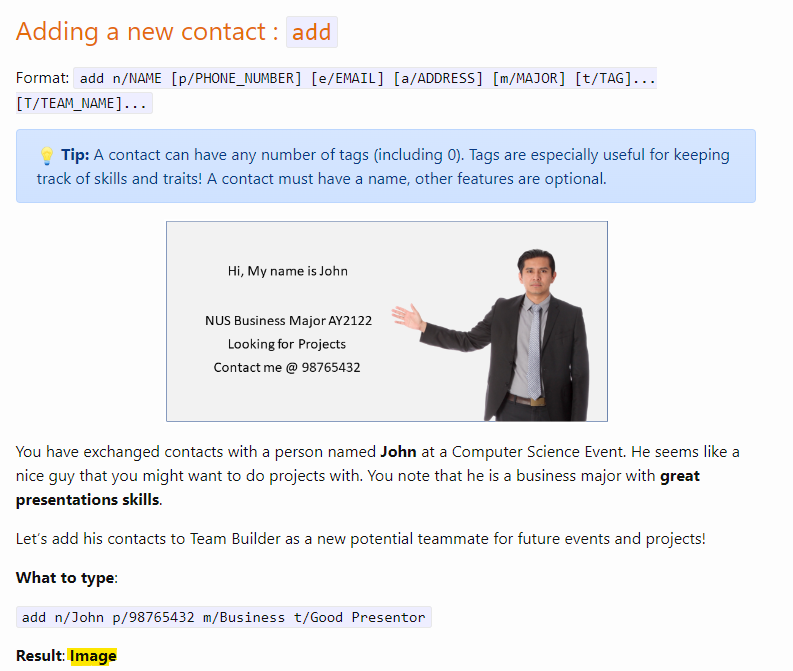 Adding a new contact : add
Format: add n/NAME [p/PHONE_NUMBER] [e/EMAIL] [a/ADDRESS] [m/MAJOR] [t/TAG]...
[T/TEAM_NAME]...
💡 Tip: A contact can have any number of tags (including 0). Tags are especially useful for keeping
track of skills and traits! A contact must have a name, other features are optional.
Hi, My name is John
NUS Business Major AY2122
Looking for Projects
Contact me @ 98765432
You have exchanged contacts with a person named John at a Computer Science Event. He seems like a
nice guy that you might want to do projects with. You note that he is a business major with great
presentations skills.
Let's add his contacts to Team Builder as a new potential teammate for future events and projects!
What to type:
add n/John p/98765432 m/Business t/Good Presentor
Result: Image